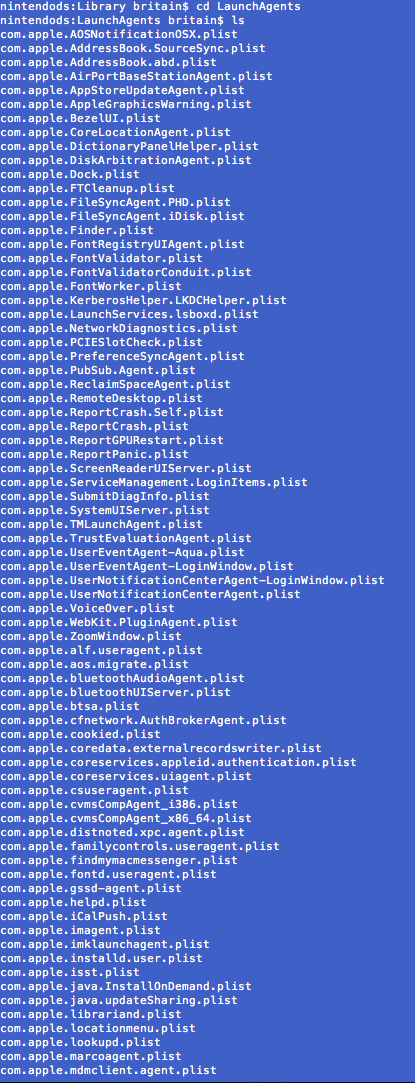 nintendods:Library britain$ cd LaunchAgents
nintendods:LaunchAgents britain$ ls
com.apple.AOSNotificationOSX.plist
com.apple.AddressBook.SourceSync.plist
com.apple.AddressBook.abd.plist
com.apple.AirPortBaseStationAgent.plist
com.apple.AppStoreUpdateAgent.plist
com.apple.AppleGraphicsWarning.plist
com.apple.BezelUI.plist
com.apple.CoreLocationAgent.plist
com.apple.DictionaryPanelHelper.plist
com.apple.DiskArbitrationAgent.plist
com.apple.Dock.plist
com.apple.FTCleanup.plist
com.apple.FileSyncAgent.PHD.plist
com.apple.FileSyncAgent.iDisk.plist
com.apple.Finder.plist
com.apple.FontRegistryUIAgent.plist
com.apple.FontValidator.plist
com.apple.FontValidatorConduit.plist
com.apple.FontWorker.plist
com.apple.KerberosHelper.LKDCHelper.plist
com.apple.LaunchServices.lsboxd.plist
com.apple.NetworkDiagnostics.plist
com.apple.PCIESlotCheck.plist
com.apple.PreferenceSyncAgent.plist
com.apple.PubSub.Agent.plist
com.apple.ReclaimSpaceAgent.plist
com.apple.RemoteDesktop.plist
com.apple.ReportCrash.Self.plist
com.apple.ReportCrash.plist
com.apple.ReportGPURestart.plist
com.apple.ReportPanic.plist
com.apple.ScreenReaderUIServer.plist
com.apple.ServiceManagement.LoginItems.plist
com.apple.SubmitDiagInfo.plist
com.apple.SystemUIServer.plist
com.apple.TMLaunchAgent.plist
com.apple.TrustEvaluationAgent.plist
com.apple.UserEventAgent-Aqua.plist
com.apple.UserEventAgent-LoginWindow.plist
com.apple.UserNotificationCenterAgent-LoginWindow.plist
com.apple.UserNotificationCenterAgent.plist
com.apple.VoiceOver.plist
com.apple.WebKit.PluginAgent.plist
com.apple.ZoomWindow.plist
com.apple.alf.useragent.plist
com.apple.aos.migrate.plist
com.apple.bluetoothAudioAgent.plist
com.apple.bluetoothUIServer.plist
com.apple.btsa.plist
com.apple.cfnetwork.AuthBrokerAgent.plist
com.apple.cookied.plist
com.apple.coredata.externalrecordswriter.plist
com.apple.coreservices.appleid.authentication.plist
com.apple.coreservices.uiagent.plist
com.apple.csuseragent.plist
com.apple.cvmsCompAgent_i386.plist
com.apple.cvmsCompAgent_x86_64.plist
com.apple.distnoted.xpc.agent.plist
com.apple.familycontrols.useragent.plist
com.apple.findmymacmessenger.plist
com.apple.fontd.useragent.plist
com.apple.gssd-agent.plist
com.apple.helpd.plist
com.apple.iCalPush.plist
com.apple.imagent.plist
com.apple.imklaunchagent.plist
com.apple.installd.user.plist
com.apple.isst.plist
com.apple.java.InstallOnDemand.plist
com.apple.java.updateSharing.plist
com.apple.librariand.plist
com.apple.locationmenu.plist
com.apple.lookupd.plist
com.apple.marcoagent.plist
com.apple.mdmclient.agent.plist